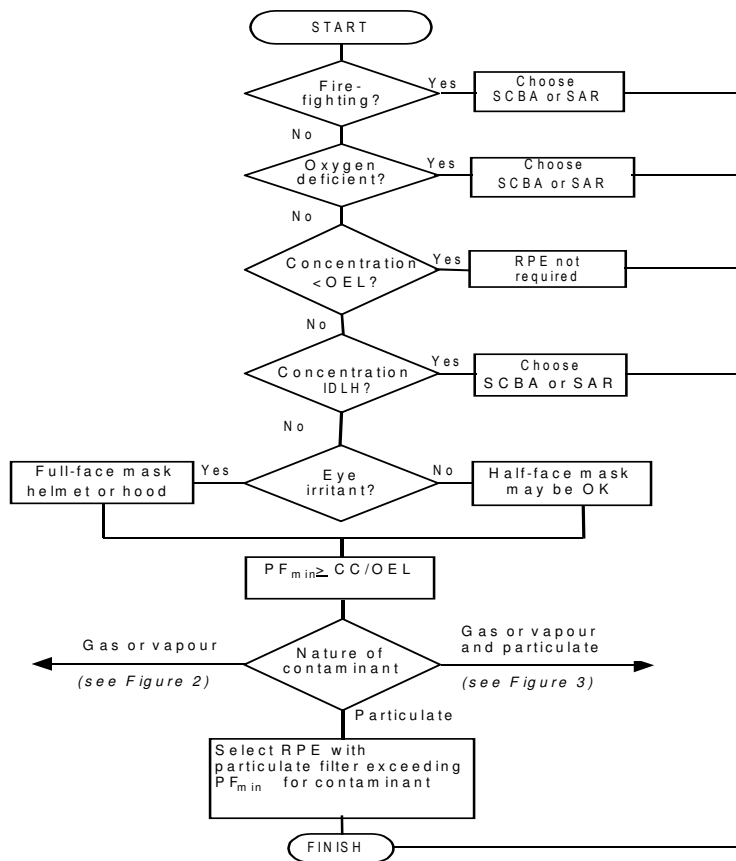 START
Fire-
fighting?
Yes
Choose
SCBA or SAR
No
Oxygen
deficient?
Yes
Choose
SCBA or SAR
No
Concentration
<OEL?
Yes
RPE not
required
No
Concentration
IDLH?
Yes
Choose
SCBA or SAR
No
Full-face mask
helmet or hood
Yes
Eye
irritant?
No
Half-face mask
may be OK
PFmin≥ CC/OEL
Gas or vapour
(see Figure 2)
Nature of
contaminant
Gas or vapour
and particulate
(see Figure 3)
Particulate
Select RPE with
particulate filter exceeding
PFmin for contaminant
FINISH